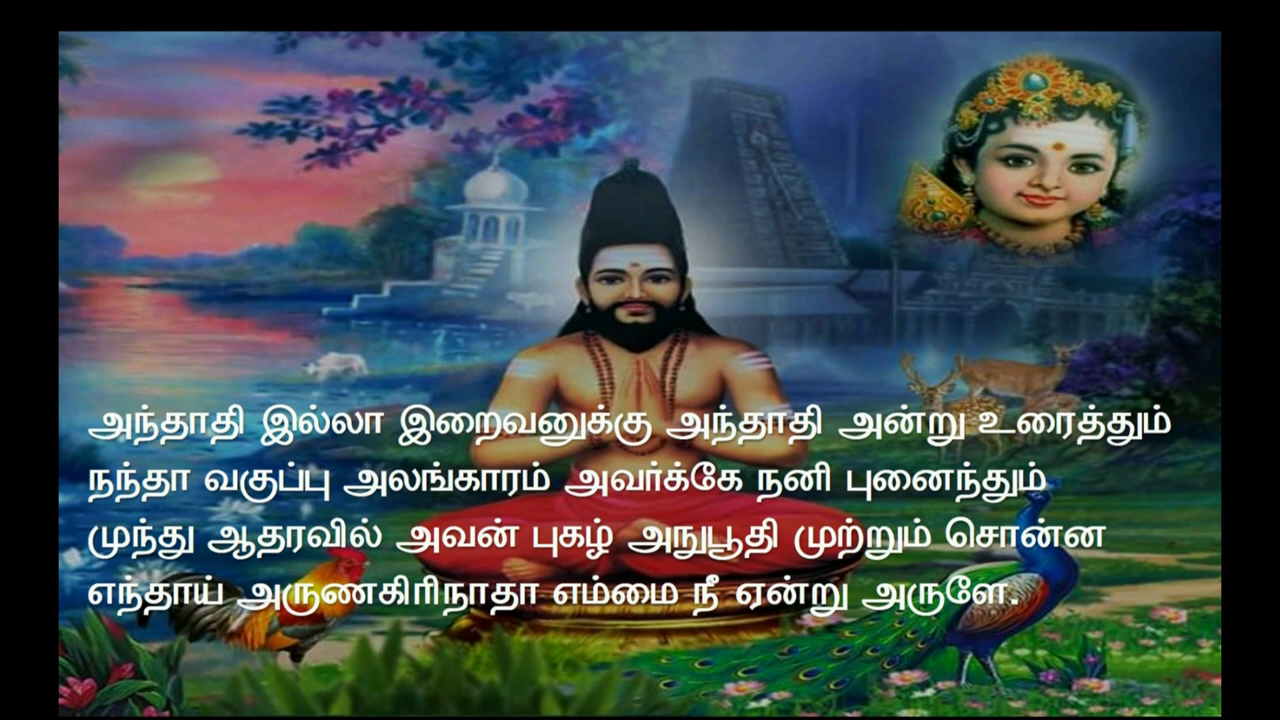 அந்தாதி இல்லா இறைவனுக்கு அந்தாதி அன்று உரைத்தும்
நந்தா வகுப்பு அலங்காரம் அவர்க்கே நனி புனைந்தும்
முந்து ஆதரவில் அவன் புகழ் அநுபூதி முற்றும் சொன்ன
எந்தாய் அருணகிரிநாதா எம்மை நீ ஏன்று அருளே.